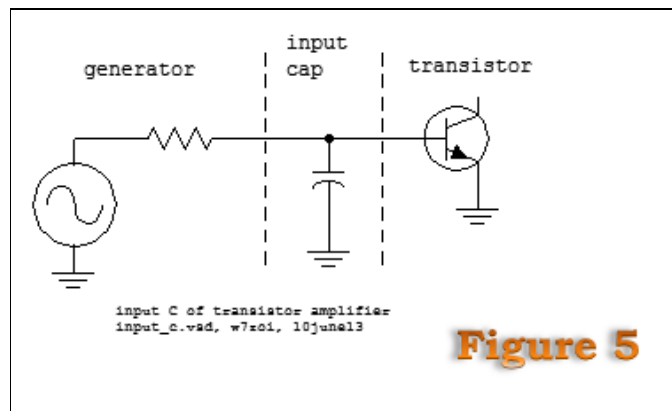 input
generator cap transistor
input C of transistor amplifier
input_c.vsd, w7zoi, 10june13
Figure 5